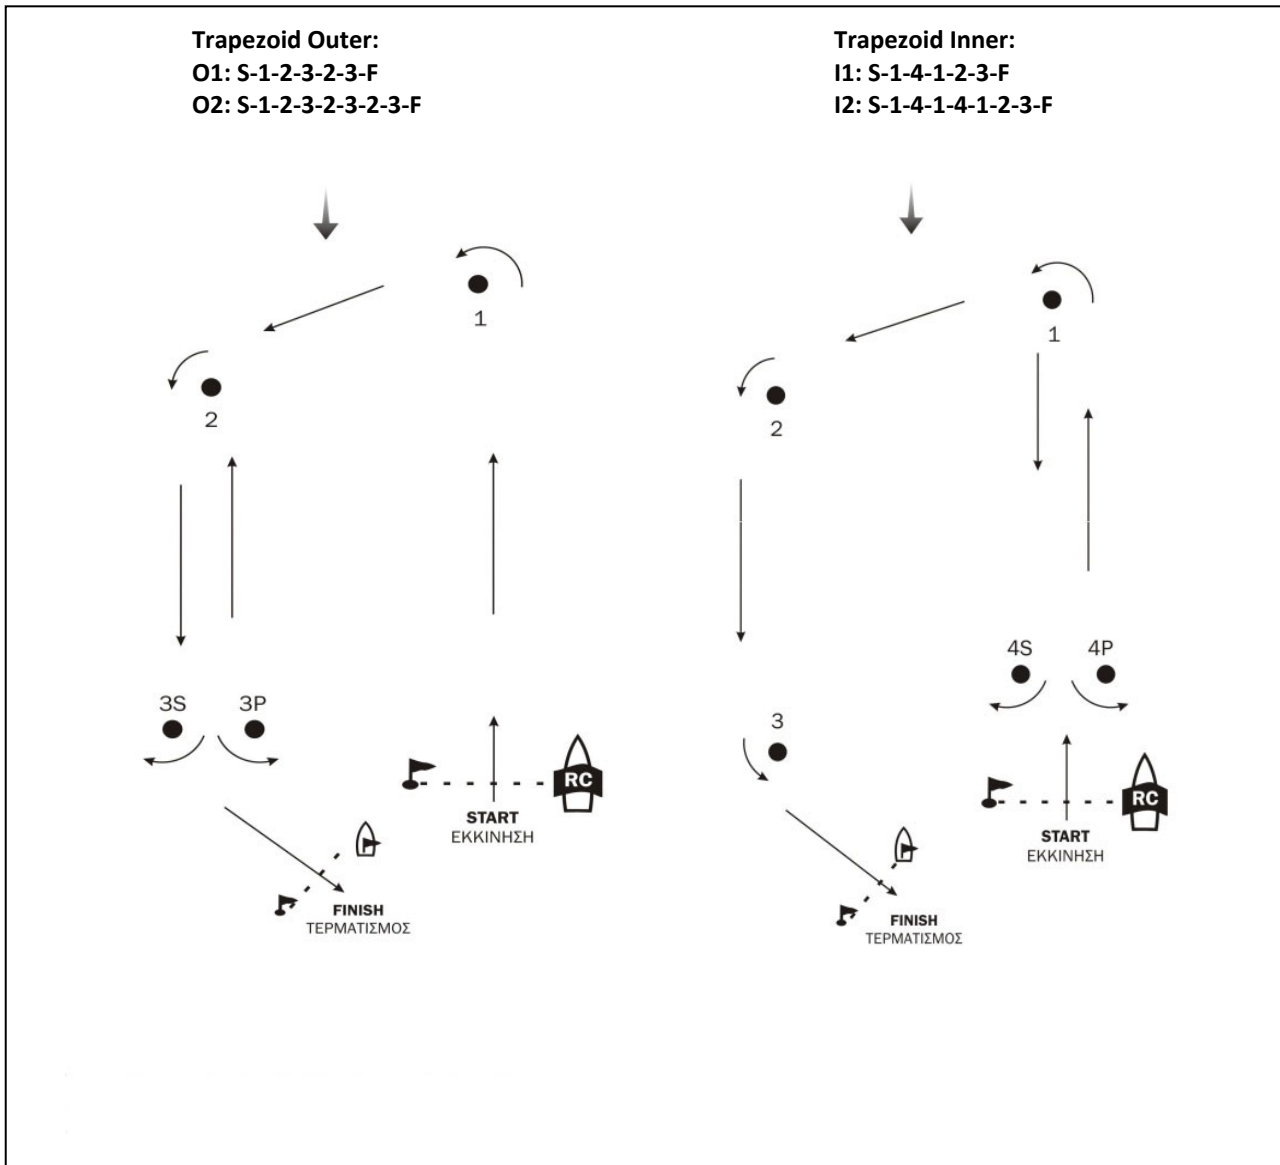 Trapezoid Outer:
O1: S-1-2-3-2-3-F
O2: S-1-2-3-2-3-2-3-F
1
2
3S 3P
RC
START
ΕΚΚΙΝΗΣΗ
FINISH
ΤΕΡΜΑΤΙΣΜΟΣ
Trapezoid Inner:
I1: S-1-4-1-2-3-F
I2: S-1-4-1-4-1-2-3-F
1
2
4S 4P
3
RC
START
ΕΚΚΙΝΗΣΗ
FINISH
ΤΕΡΜΑΤΙΣΜΟΣ